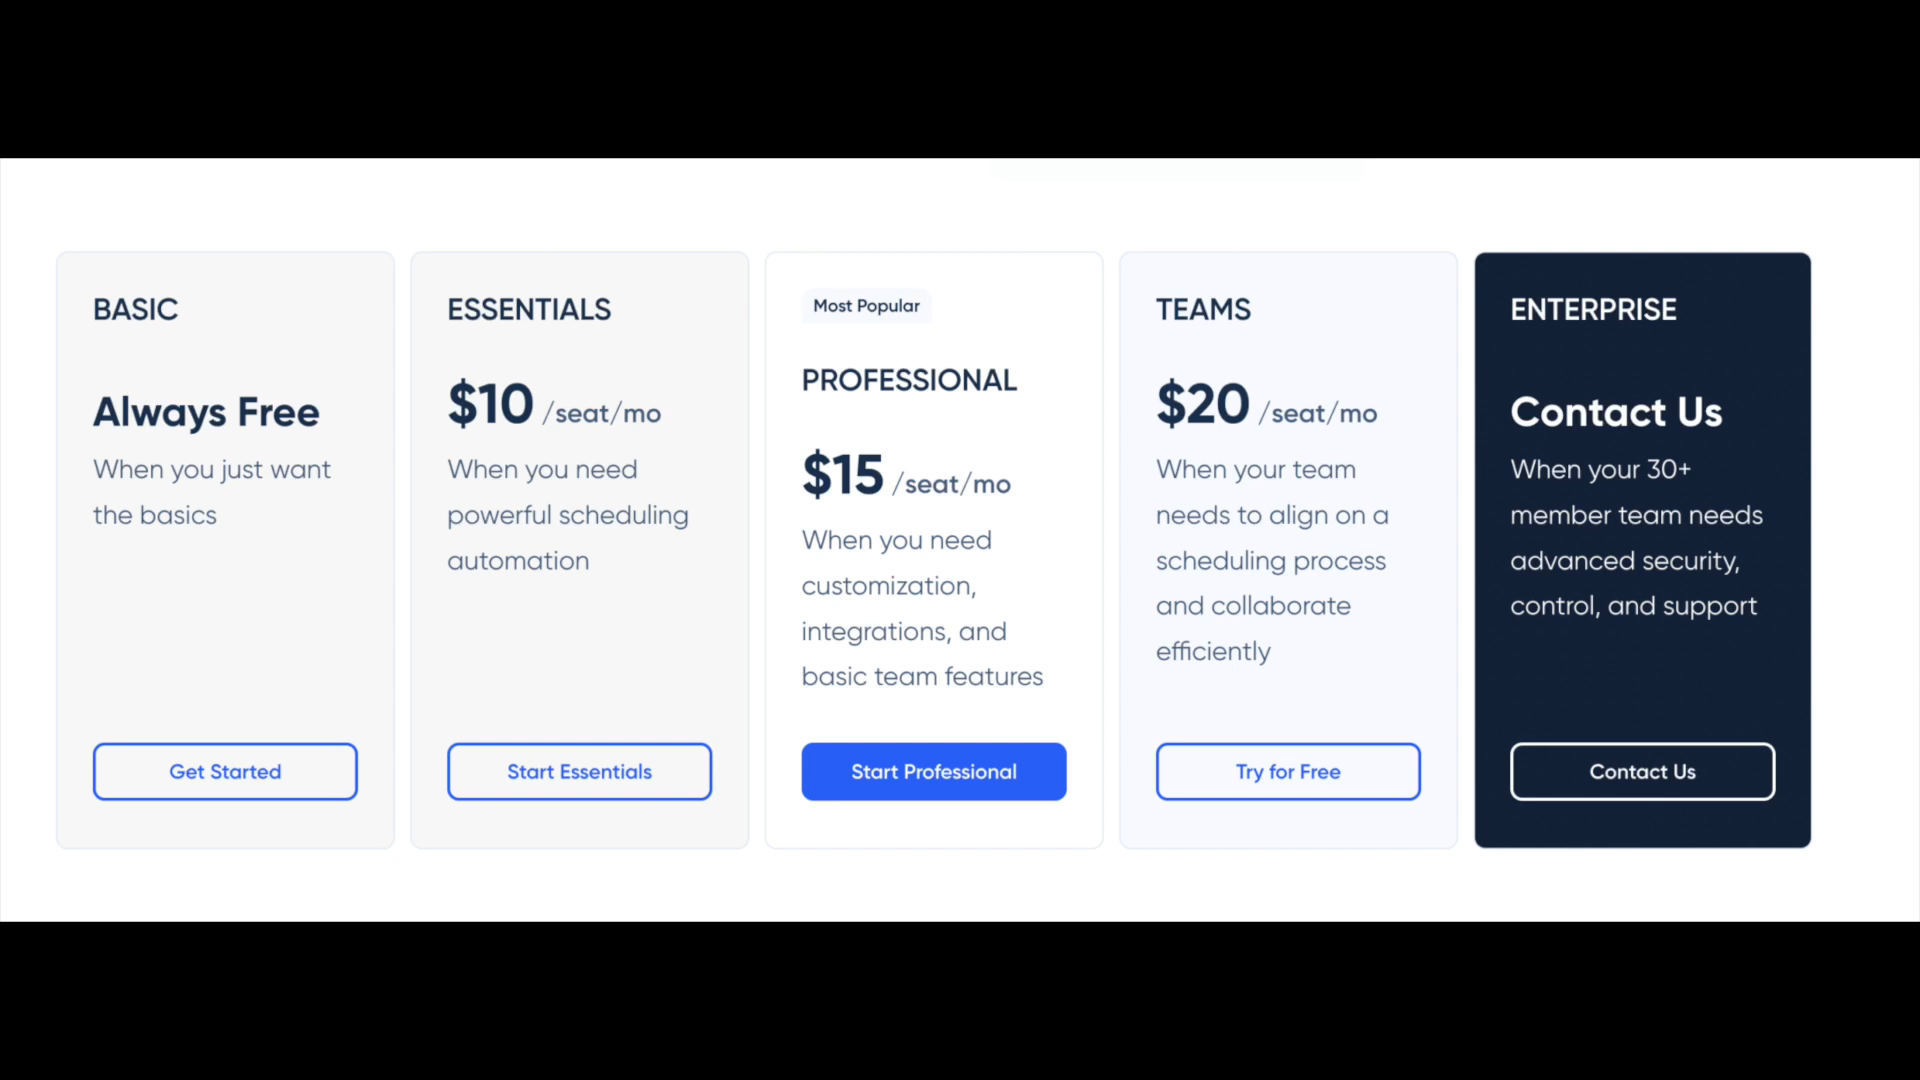 BASIC
Always Free
When you just want
the basics
Get Started
ESSENTIALS
$10 /seat/mo
When you need
powerful scheduling
automation
Start Essentials
Most Popular
PROFESSIONAL
$15 /seat/mo
When you need
customization,
integrations, and
basic team features
Start Professional
TEAMS
$20 /seat/mo
When your team
needs to align on a
scheduling process
and collaborate
efficiently
Try for Free
ENTERPRISE
Contact Us
When your 30+
member team needs
advanced security,
control, and support
Contact Us